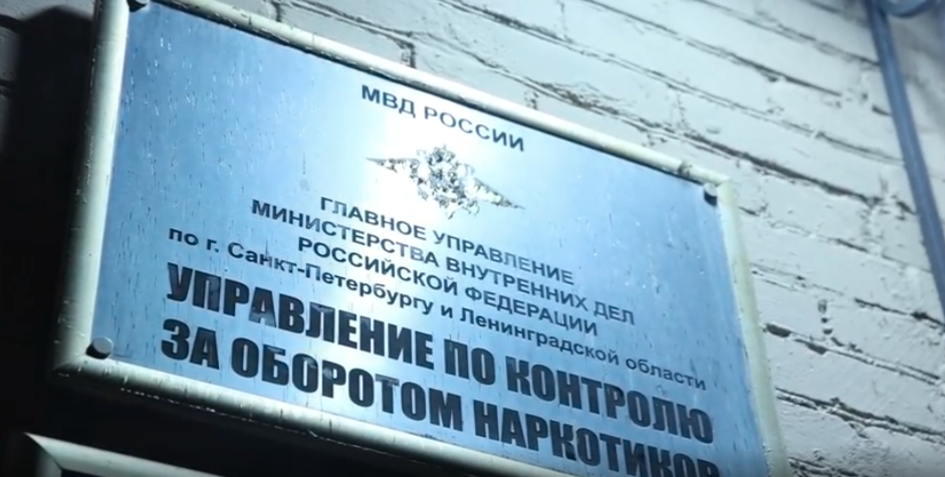 МВД РОССИИ
ГЛАВНОЕ УПРАВЛЕНИЕ
МИНИСТЕРСТВА ВНУТРЕННИХ ДЕЛ
РОССИЙСКОЙ ФЕДЕРАЦИИ
по г. Санкт-Петербургу и Ленинградской области
УПРАВЛЕНИЕ ПО КОНТРОЛЮ
ЗА ОБОРОТОМ НАРКОТИКОВ